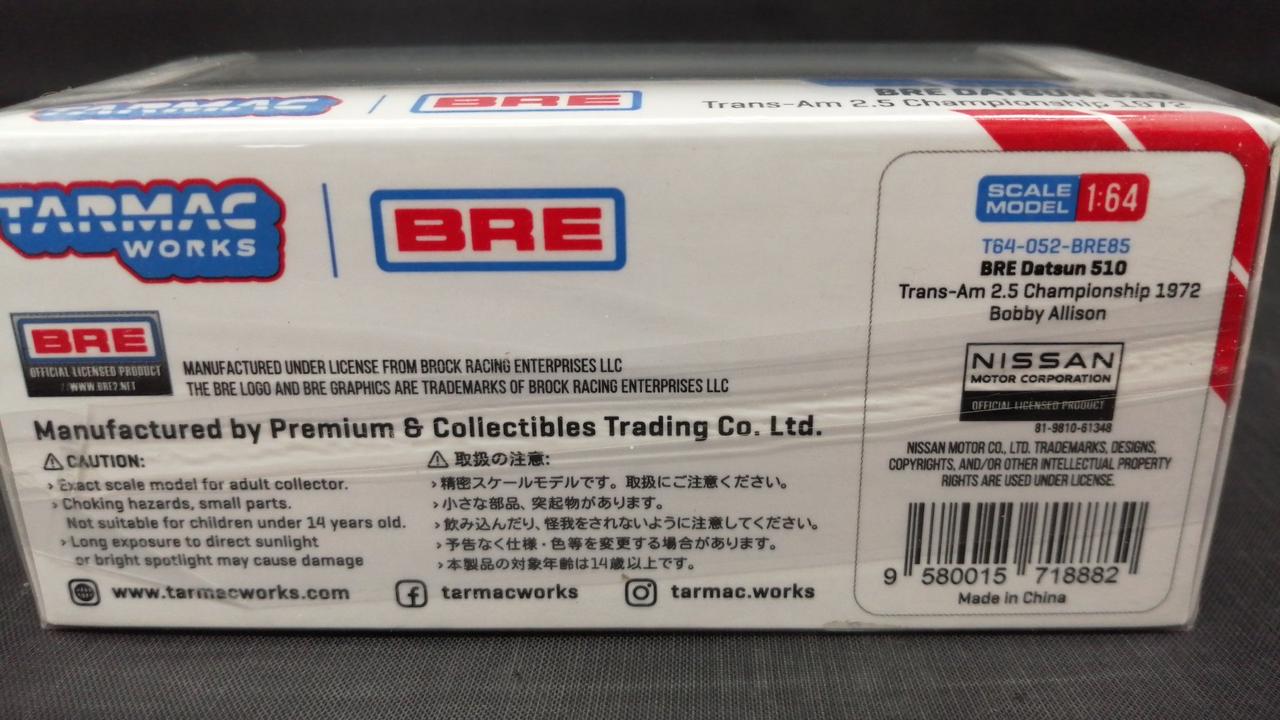 TARMAC
BRE
BRE DATSUN 510
Trans-Am 2.5 Championship 1972
TARMAC
WORKS
BRE
SCALE
MODEL
1:64
T64-052-BRE85
BRE Datsun 510
Trans-Am 2.5 Championship 1972
Bobby Allison
BRE
OFFICIAL LICENSED PRODUCT
WWW.BRE2.NET
MANUFACTURED UNDER LICENSE FROM BROCK RACING ENTERPRISES LLC
THE BRE LOGO AND BRE GRAPHICS ARE TRADEMARKS OF BROCK RACING ENTERPRISES LLC
NISSAN
MOTOR CORPORATION
OFFICIAL LICENSED PRODUCT
81-9810-61348
NISSAN MOTOR CO., LTD. TRADEMARKS, DESIGNS,
COPYRIGHTS, AND/OR OTHER INTELLECTUAL PROPERTY
RIGHTS ARE USED UNDER LICENSE.
Manufactured by Premium & Collectibles Trading Co. Ltd.
CAUTION:
› Exact scale model for adult collector.
› Choking hazards, small parts.
Not suitable for children under 14 years old.
› Long exposure to direct sunlight
or bright spotlight may cause damage
取扱の注意:
› 精密スケールモデルです。取扱にご注意ください。
› 小さな部品、突起物があります。
› 飲み込んだり、怪我をされないように注意してください。
› 予告なく仕様・色等を変更する場合があります。
› 本製品の対象年齢は14歳以上です。
www.tarmacworks.com
tarmacworks
tarmac.works
9 580015 718882
Made in China